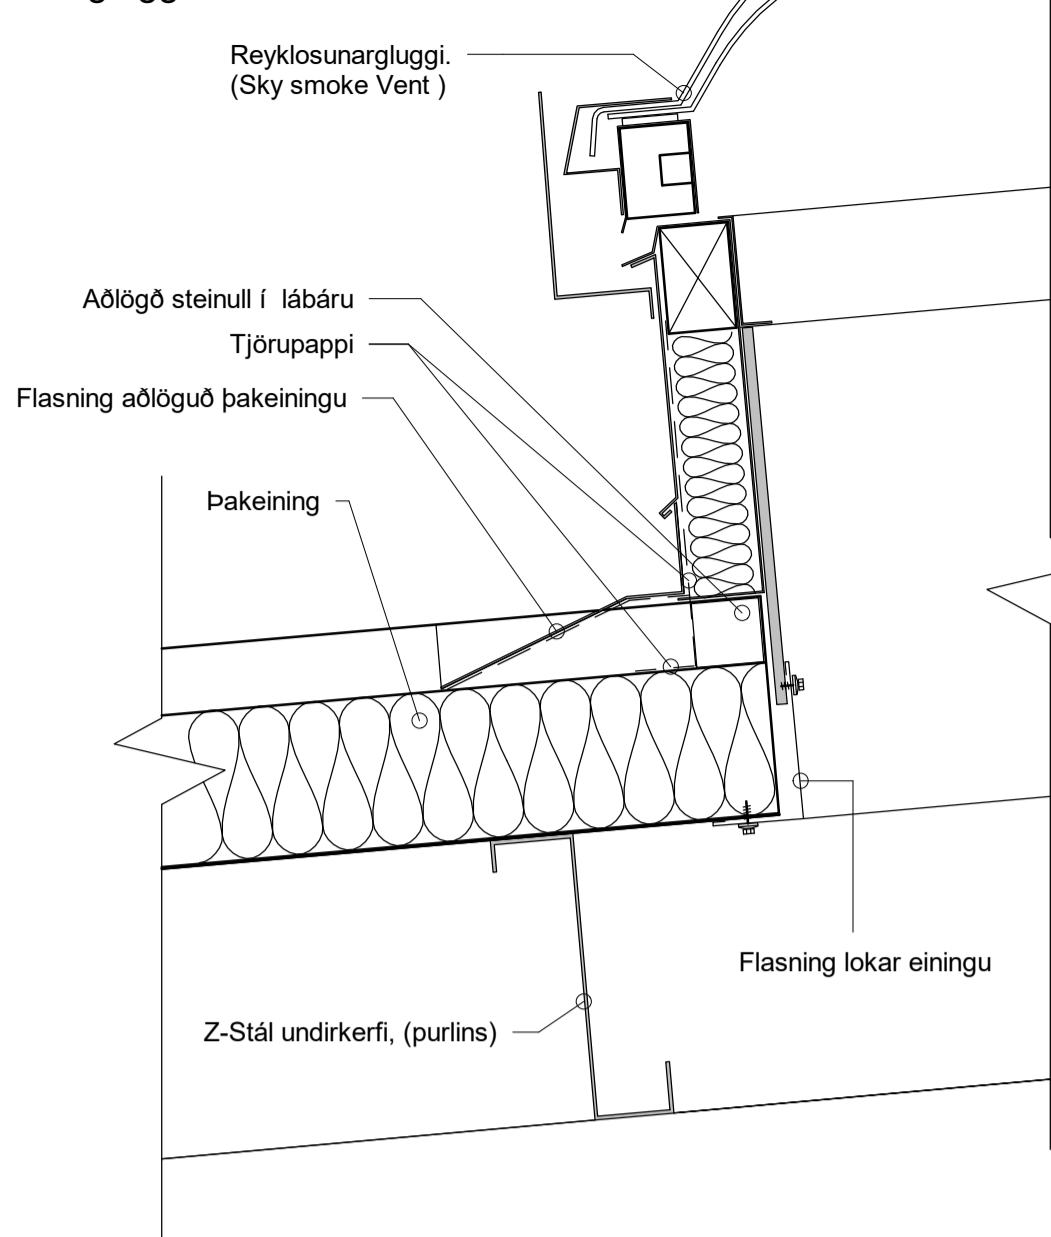 Reyklosunargluggi.
(Sky smoke Vent )
Aðlögð steinull í lábáru
Tjörupappi
Flasning aðlöguð þakeiningu
Þakeining
Flasning lokar einingu
Z-Stál undirkerfi, (purlins)